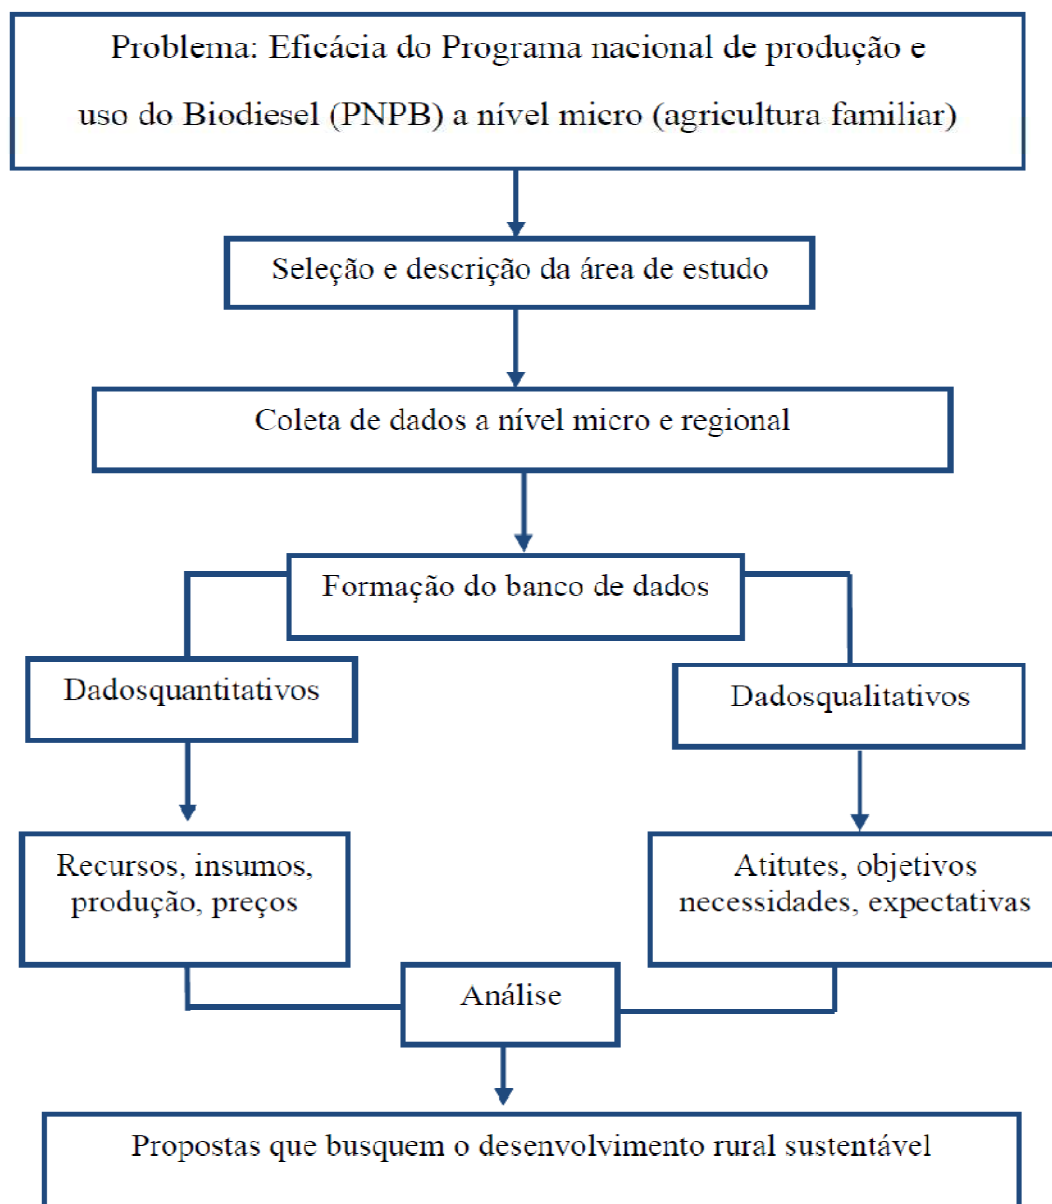 Problema: Eficácia do Programa nacional de produção e
uso do Biodiesel (PNPB) a nível micro (agricultura familiar)
Seleção e descrição da área de estudo
Coleta de dados a nível micro e regional
Formação do banco de dados
Dadosquantitativos
Dadosqualitativos
Recursos, insumos,
produção, preços
Atitutes, objetivos
necessidades, expectativas
Análise
Propostas que busquem o desenvolvimento rural sustentável